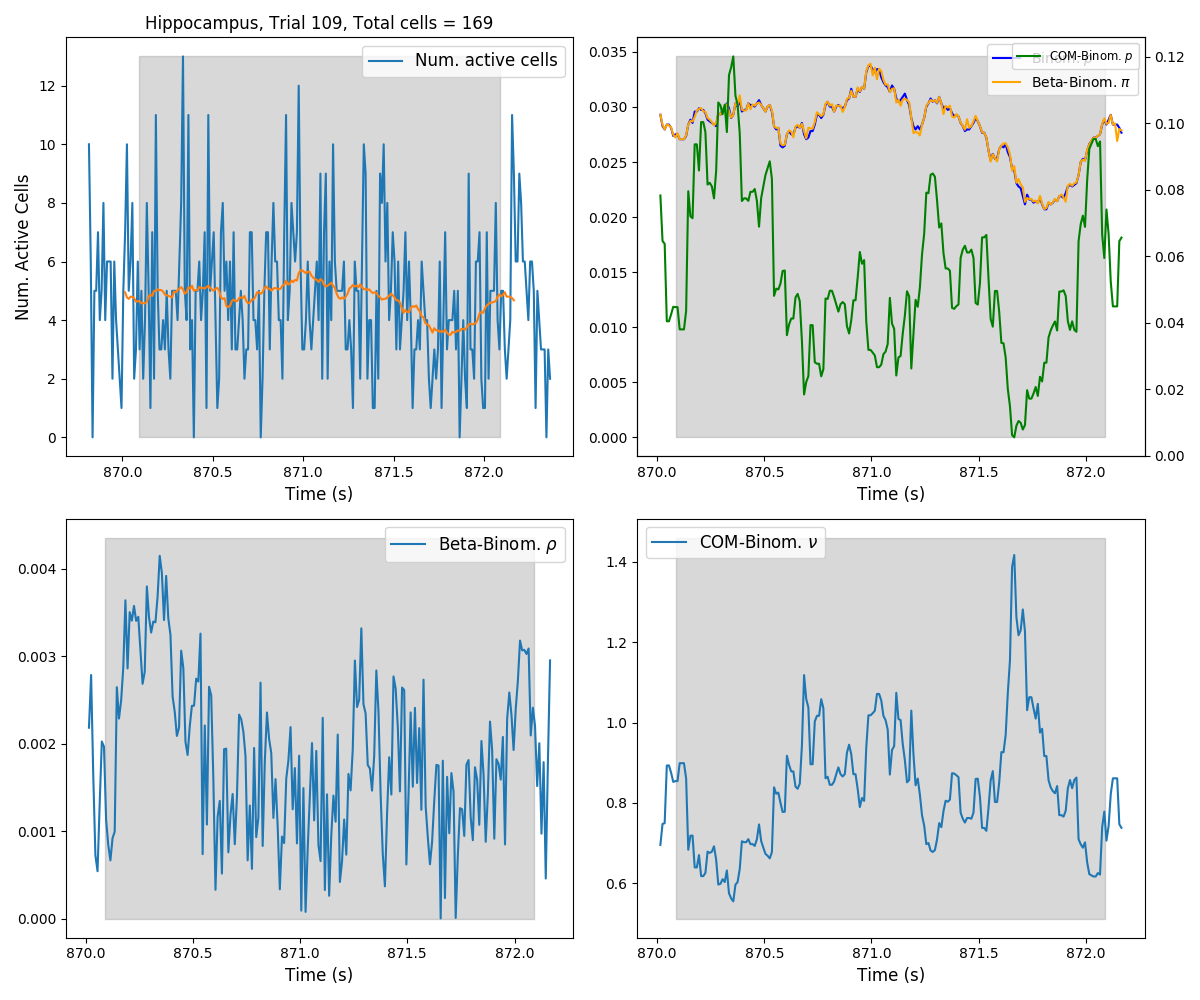 Hippocampus, Trial 109, Total cells = 169
Num. active cells
Num. Active Cells
12
10
8
6
4
2
0
870.0 870.5 871.0 871.5 872.0
Time (s)
COM-Binom. p
Binom. p
Beta-Binom. π
0.035
0.030
0.025
0.020
0.015
0.010
0.005
0.000
0.12
0.10
0.08
0.06
0.04
0.02
0.00
870.0 870.5 871.0 871.5 872.0
Time (s)
Beta-Binom. ρ
0.004
0.003
0.002
0.001
0.000
870.0 870.5 871.0 871.5 872.0
Time (s)
COM-Binom. ν
1.4
1.2
1.0
0.8
0.6
870.0 870.5 871.0 871.5 872.0
Time (s)